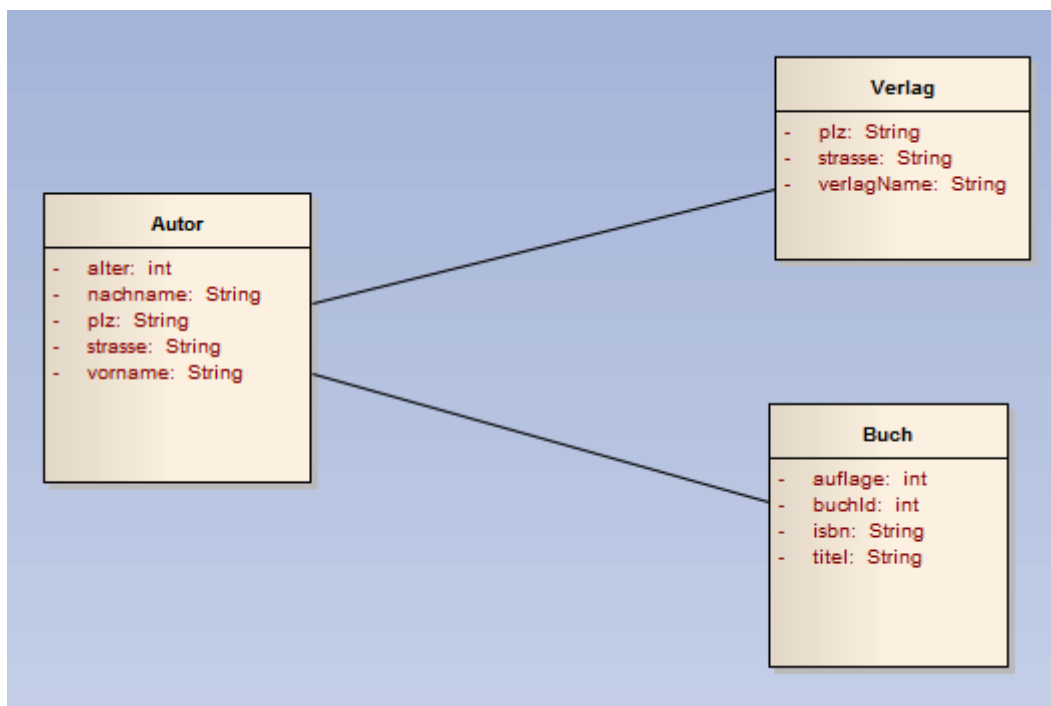 Verlag
- plz: String
- strasse: String
- verlagName: String
Autor
- alter: int
- nachname: String
- plz: String
- strasse: String
- vorname: String
Buch
- auflage: int
- buchId: int
- isbn: String
- titel: String